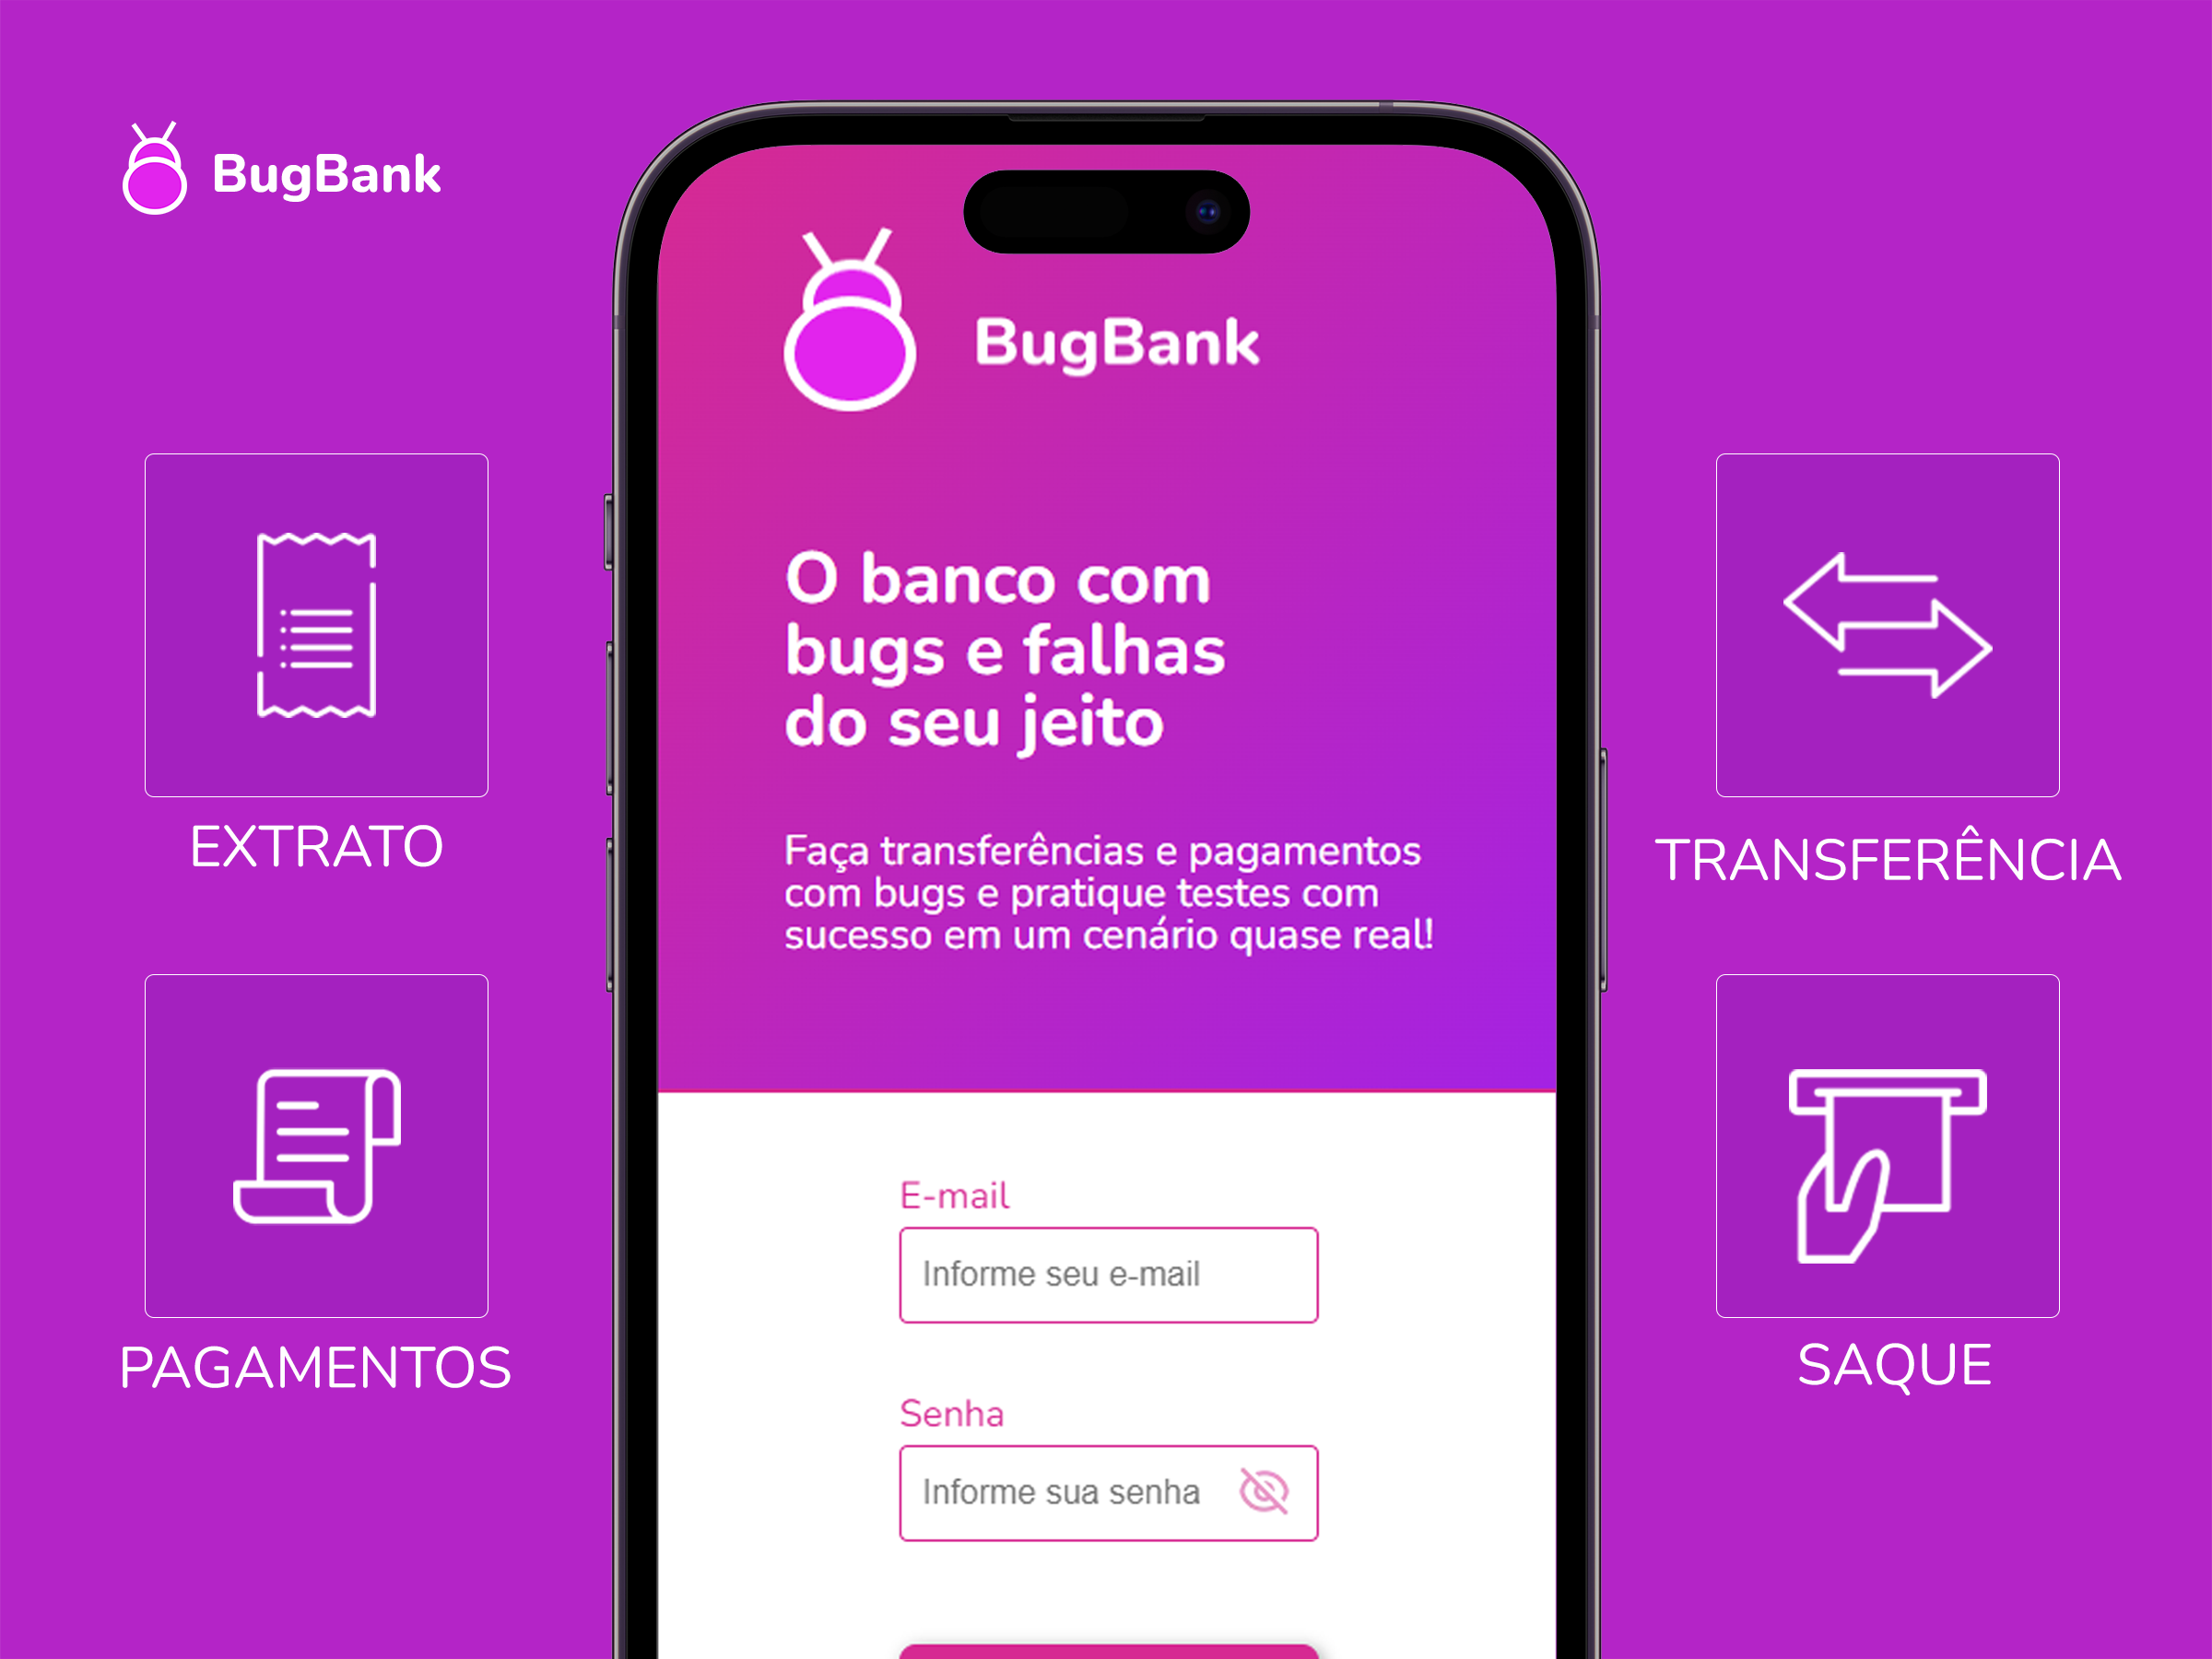 BugBank
BugBank
O banco com
bugs e falhas
do seu jeito
Faça transferências e pagamentos
com bugs e pratique testes com
sucesso em um cenário quase real!
E-mail
Informe seu e-mail
Senha
Informe sua senha
EXTRATO
PAGAMENTOS
TRANSFERÊNCIA
SAQUE